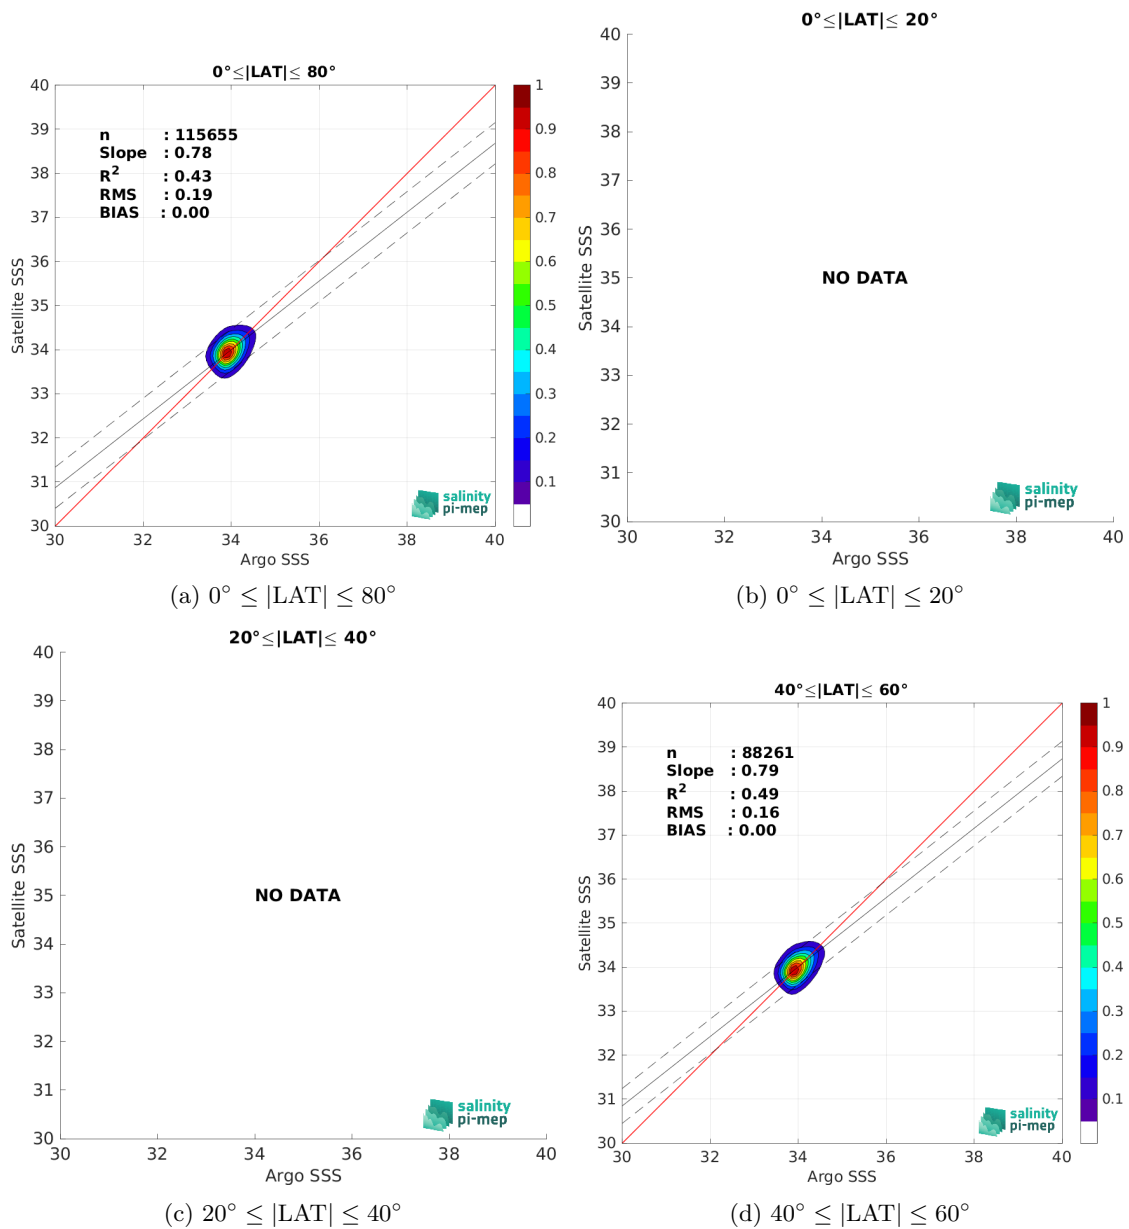 0°≤|LAT|≤ 80°
40
39
38
37
36
35
34
33
32
31
30
Satellite SSS
n : 115655
Slope : 0.78
R² : 0.43
RMS : 0.19
BIAS : 0.00
salinity
pi-mep
30 32 34 36 38 40
Argo SSS
1
0.9
0.8
0.7
0.6
0.5
0.4
0.3
0.2
0.1
(a) 0° ≤ |LAT| ≤ 80°
0°≤|LAT|≤ 20°
40
39
38
37
36
35
34
33
32
31
30
Satellite SSS
NO DATA
salinity
pi-mep
30 32 34 36 38 40
Argo SSS
(b) 0° ≤ |LAT| ≤ 20°
20°≤|LAT|≤ 40°
40
39
38
37
36
35
34
33
32
31
30
Satellite SSS
NO DATA
salinity
pi-mep
30 32 34 36 38 40
Argo SSS
(c) 20° ≤ |LAT| ≤ 40°
40°≤|LAT|≤ 60°
40
39
38
37
36
35
34
33
32
31
30
Satellite SSS
n : 88261
Slope : 0.79
R² : 0.49
RMS : 0.16
BIAS : 0.00
salinity
pi-mep
30 32 34 36 38 40
Argo SSS
1
0.9
0.8
0.7
0.6
0.5
0.4
0.3
0.2
0.1
(d) 40° ≤ |LAT| ≤ 60°